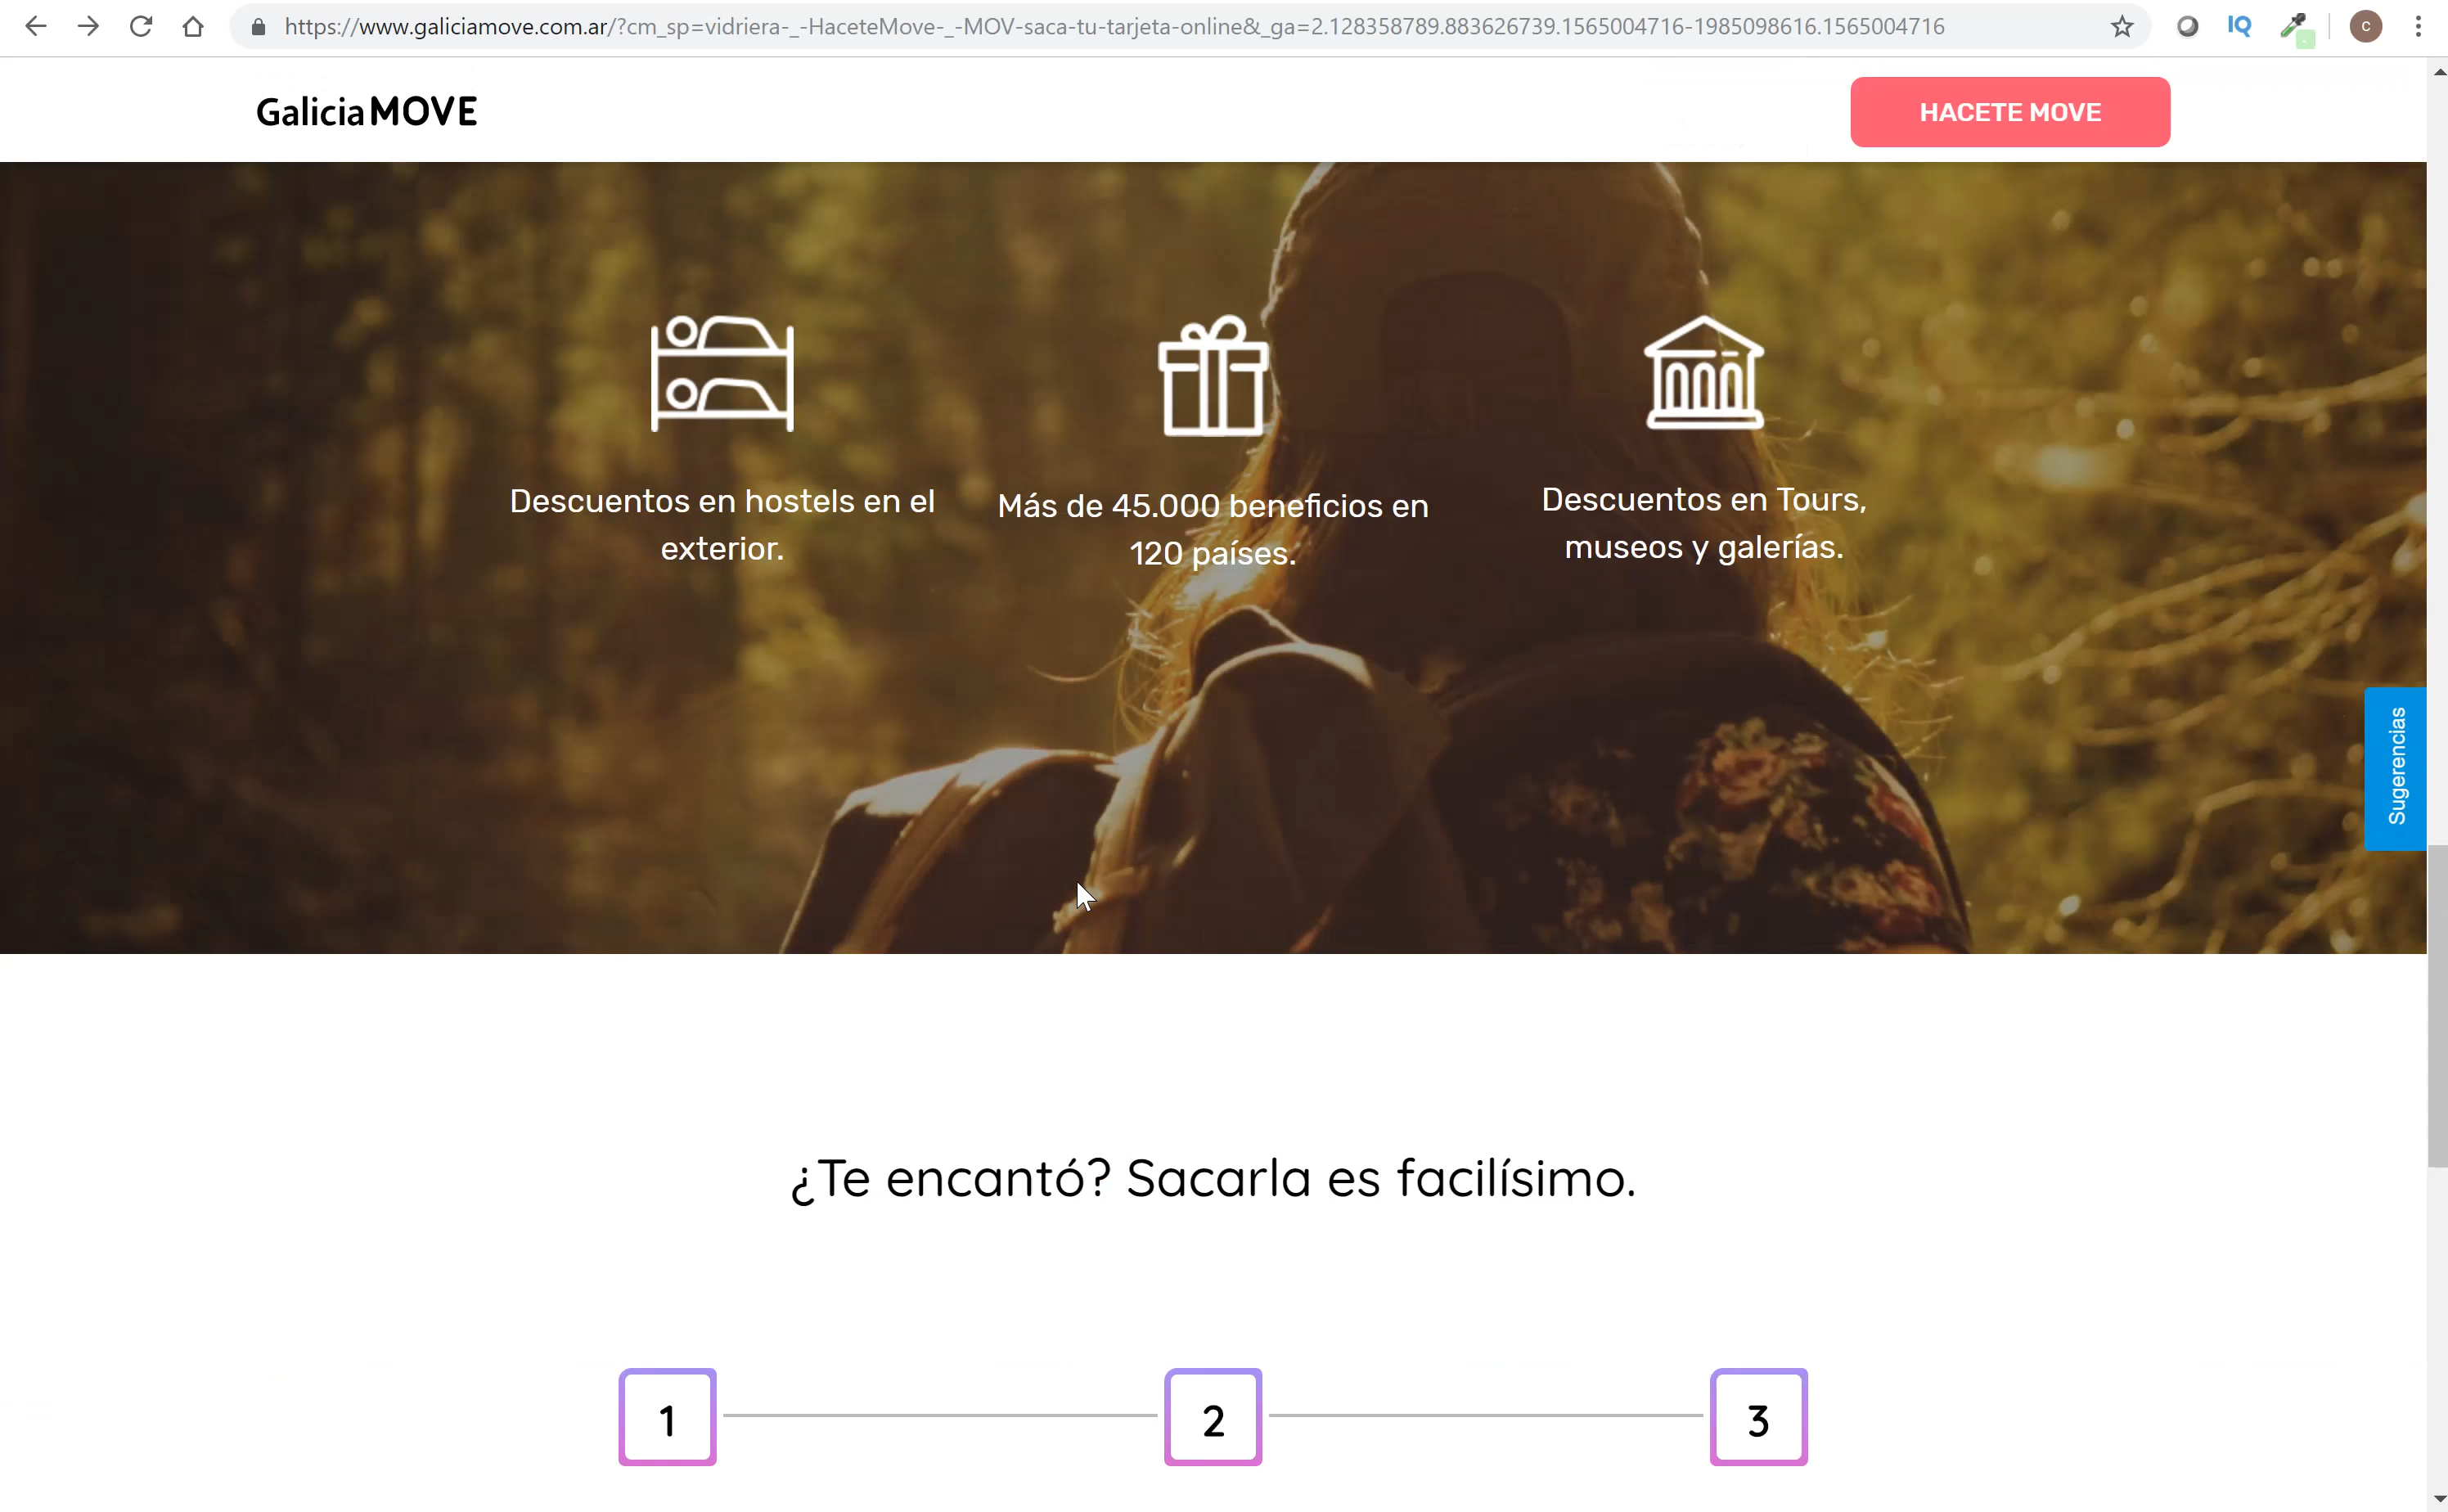 https://www.galiciamove.com.ar/?cm_sp=vidriera-_-HaceteMove-_-MOV-saca-tu-tarjeta-online&_ga=2.128358789.883626739.1565004716-1985098616.1565004716
IQ
C
Galicia MOVE
HACETE MOVE
Descuentos en hostels en el
exterior.
Más de 45.000 beneficios en
120 países.
Descuentos en Tours,
museos y galerías.
Sugerencias
¿Te encantó? Sacarla es facilísimo.
1
2
3